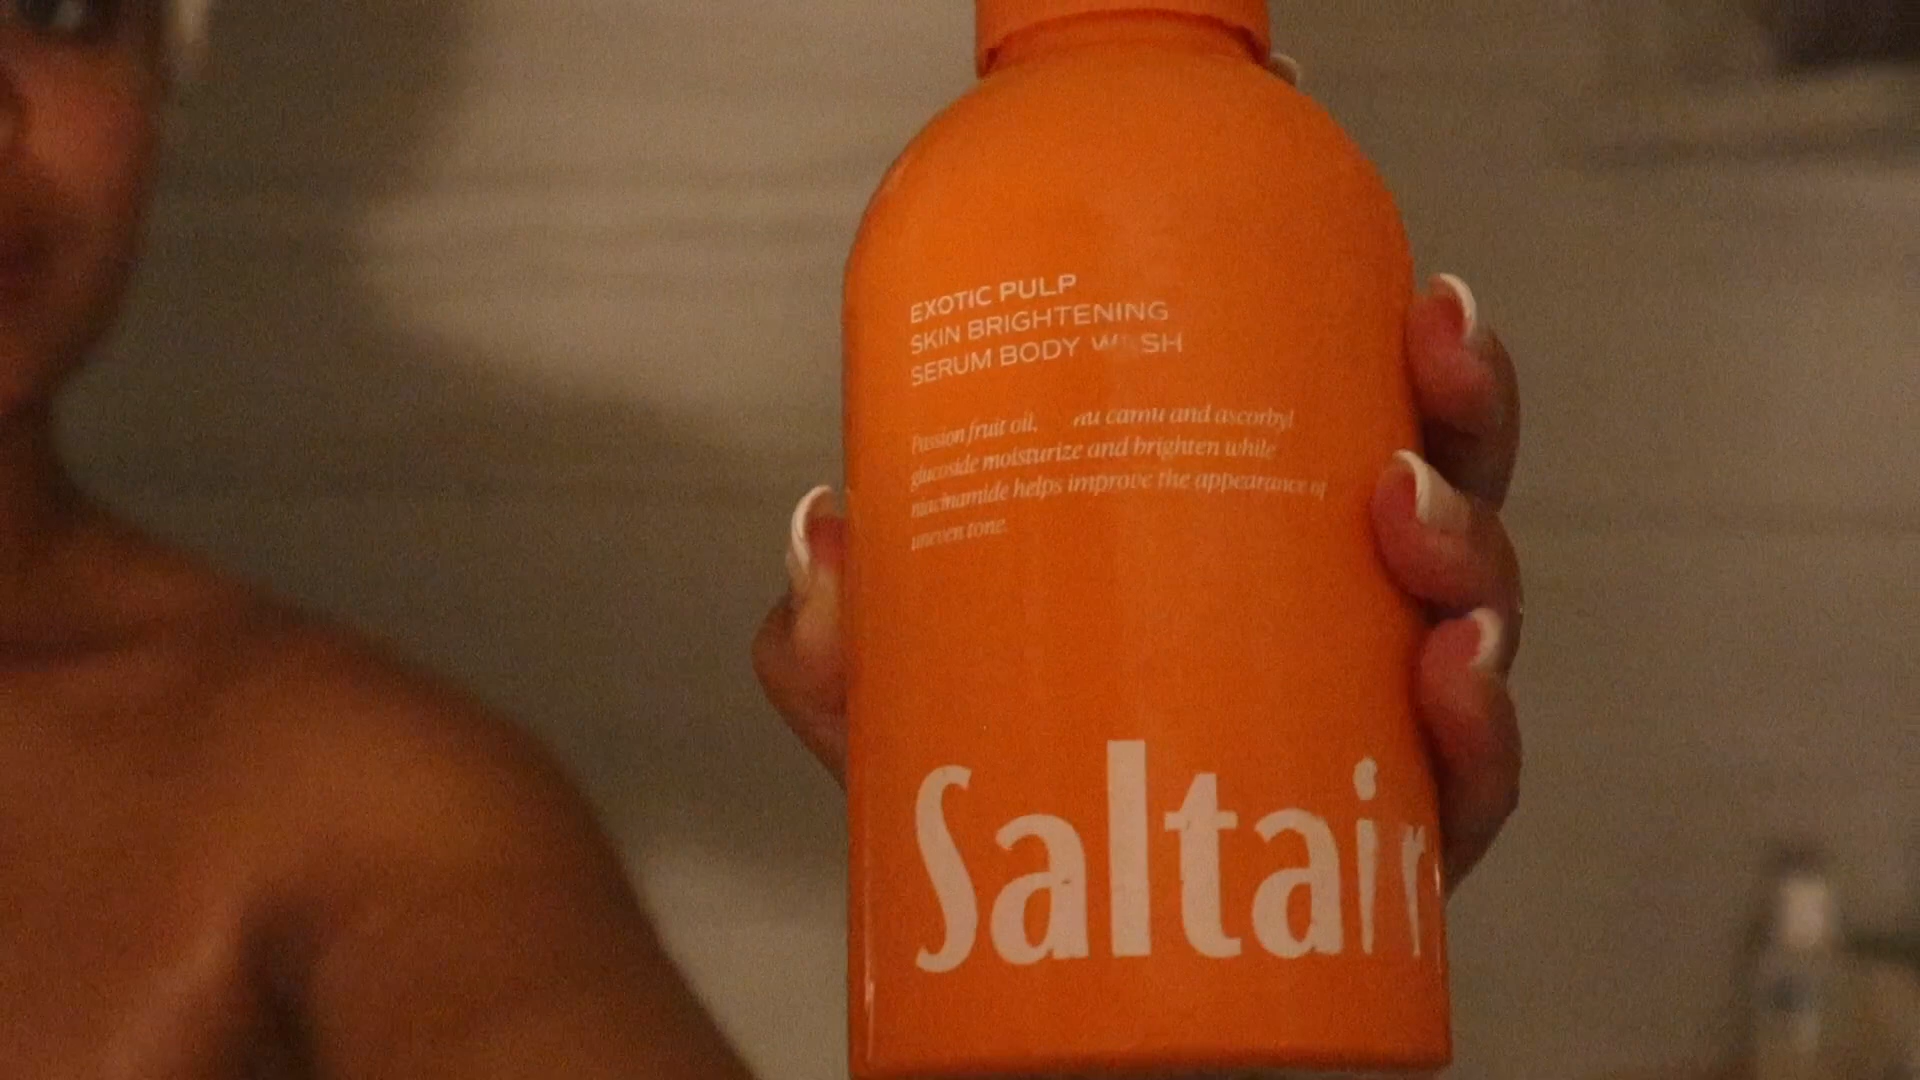 EXOTIC PULP
SKIN BRIGHTENING
SERUM BODY W SH
Passion fruit oil, camu and ascorbyl
glucoside moisturize and brighten while
niacinamide helps improve the appearance of
uneven tone.
Saltair